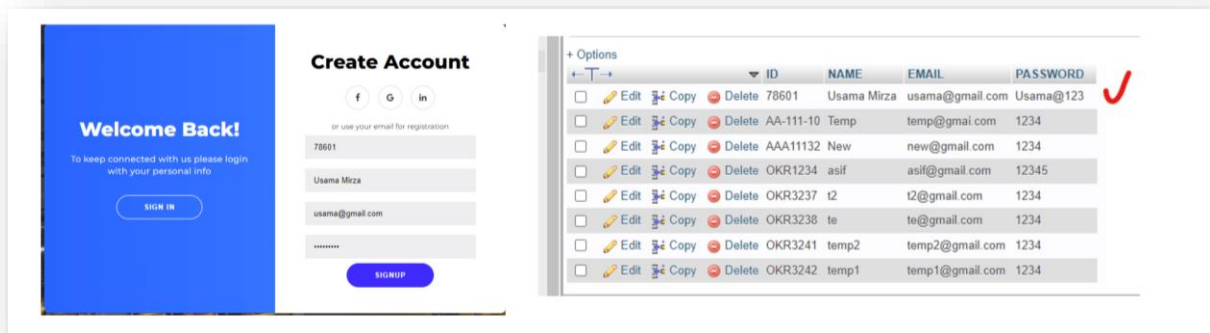 Welcome Back!
To keep connected with us please login
with your personal info
SIGN IN
Create Account
f G in
or use your email for registration
78601
Usama Mirza
usama@gmail.com
•••••••••
SIGNUP
+ Options
←T→ ID NAME EMAIL PASSWORD
Edit Copy Delete 78601 Usama Mirza usama@gmail.com Usama@123
Edit Copy Delete AA-111-10 Temp temp@gmai.com 1234
Edit Copy Delete AAA11132 New new@gmail.com 1234
Edit Copy Delete OKR1234 asif asif@gmail.com 12345
Edit Copy Delete OKR3237 t2 t2@gmail.com 1234
Edit Copy Delete OKR3238 te te@gmail.com 1234
Edit Copy Delete OKR3241 temp2 temp2@gmail.com 1234
Edit Copy Delete OKR3242 temp1 temp1@gmail.com 1234